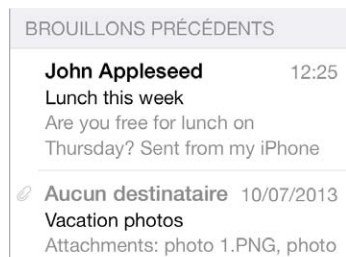 BROUILLONS PRÉCÉDENTS
John Appleseed 12:25
Lunch this week
Are you free for lunch on
Thursday? Sent from my iPhone
Aucun destinataire 10/07/2013
Vacation photos
Attachments: photo 1.PNG, photo